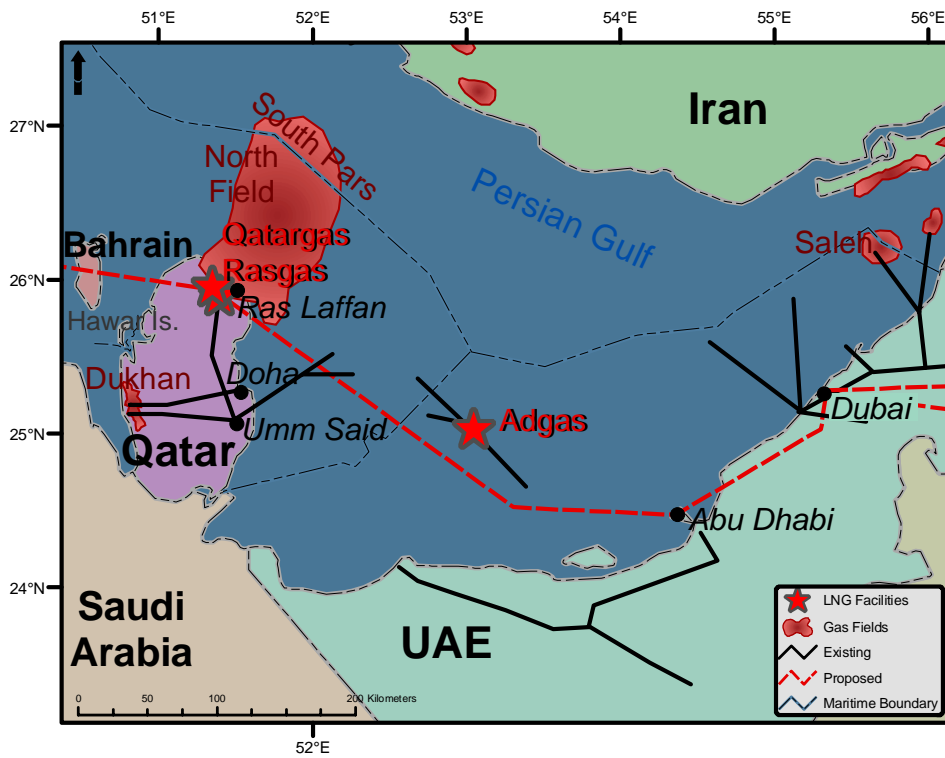 51°E
52°E
53°E
54°E
55°E
56°E
27°N
26°N
25°N
24°N
Iran
South Pars
North
Field
Persian Gulf
Qatargas
Bahrain
Rasgas
Saleh
Ras Laffan
Hawar Is.
Dukhan
Doha
Dubai
Adgas
Umm Said
Qatar
Abu Dhabi
Saudi
Arabia
UAE
LNG Facilities
Gas Fields
Existing
Proposed
Maritime Boundary
0 50 100 200 Kilometers
52°E